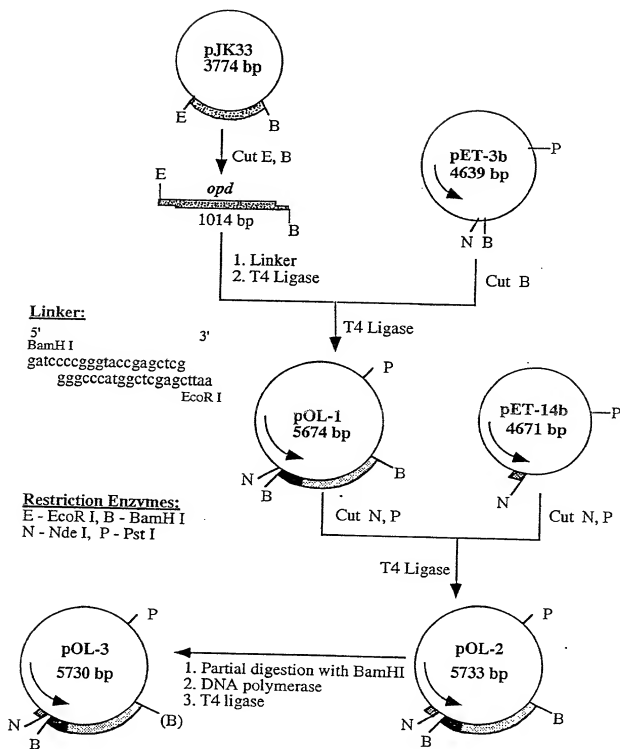 pJK33
3774 bp
E
B
Cut E, B
E
opd
1014 bp
B
pET-3b
4639 bp
P
N B
1. Linker
2. T4 Ligase
Cut B
T4 Ligase
Linker:
5' 3'
BamH I
gatccccgggtaccgagctcg
gggcccatggctcgagcttaa
EcoR I
P
pOL-1
5674 bp
N
B
B
pET-14b
4671 bp
P
N
Restriction Enzymes:
E - EcoR I, B - BamH I
N - Nde I, P - Pst I
Cut N, P
Cut N, P
T4 Ligase
P
pOL-3
5730 bp
N
B
(B)
1. Partial digestion with BamHI
2. DNA polymerase
3. T4 ligase
P
pOL-2
5733 bp
N
B
B